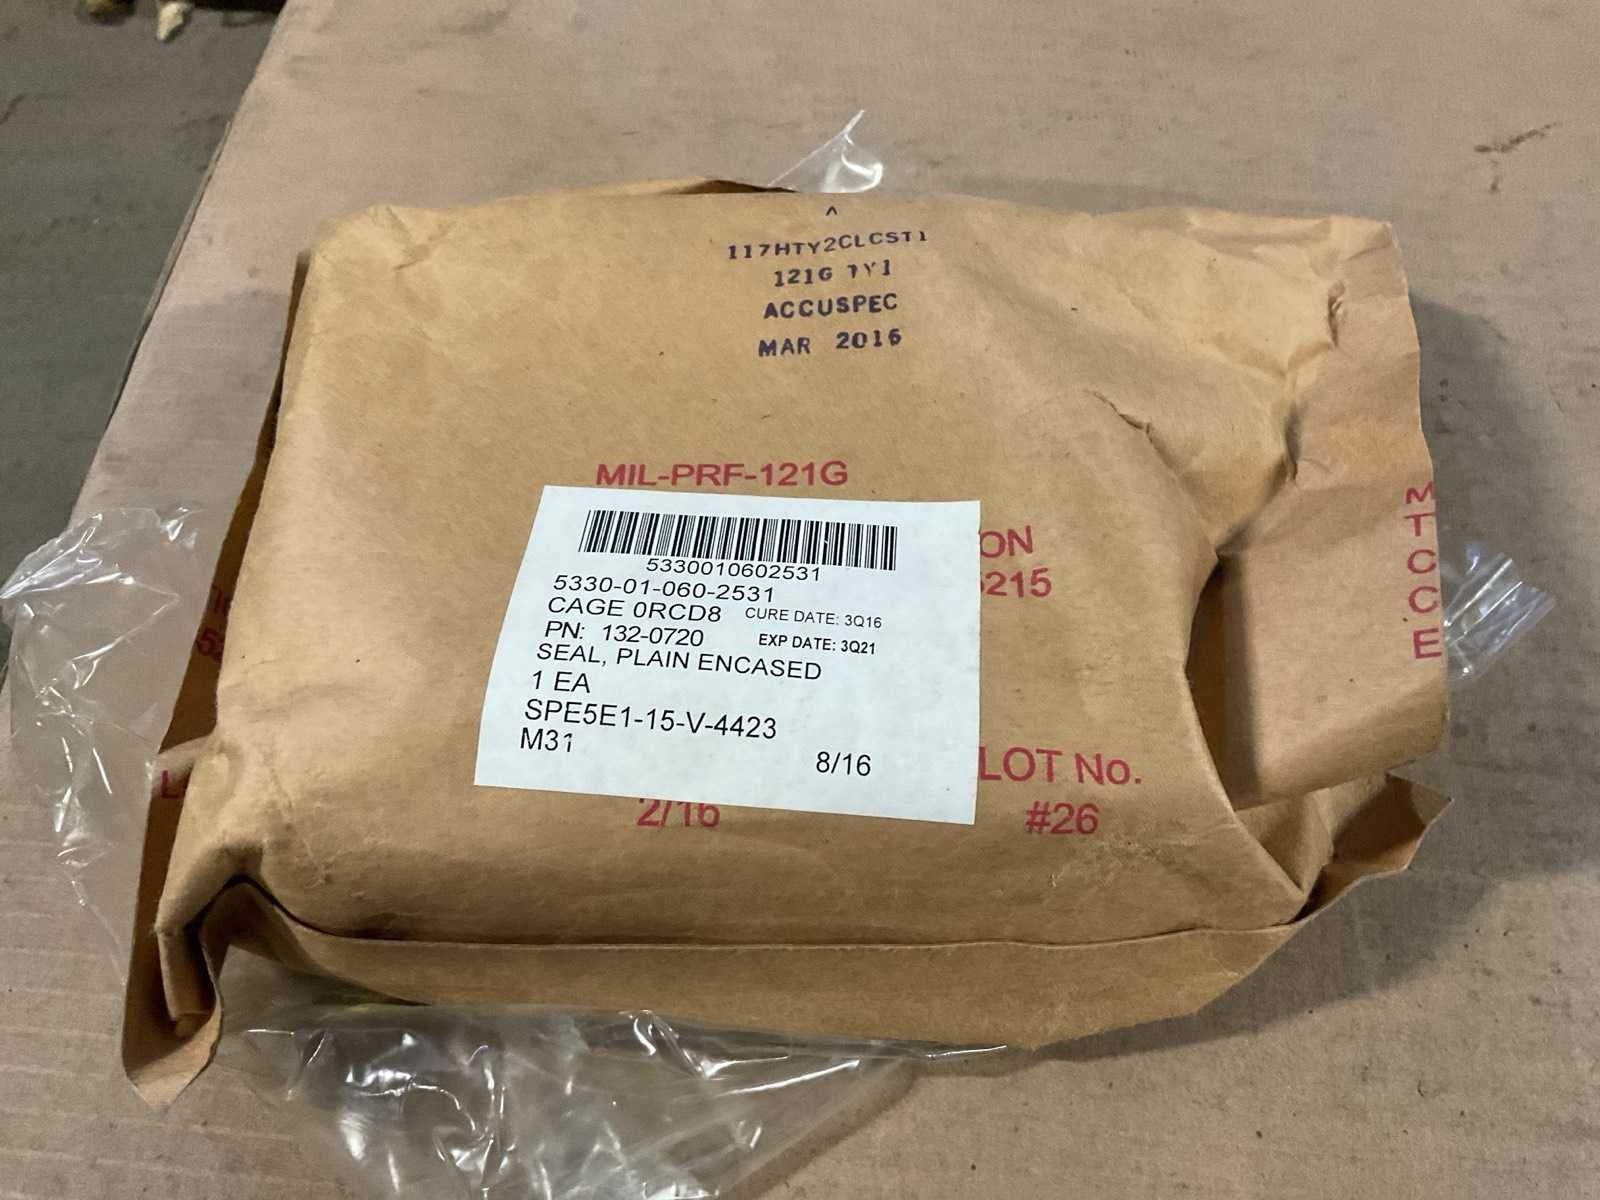 117HTY2CLCST1
121G TY1
ACCUSPEC
MAR 2016
MIL-PRF-121G
ON
5215
MTCCE
5330010602531
5330-01-060-2531
CAGE 0RCD8 CURE DATE: 3Q16
PN: 132-0720 EXP DATE: 3Q21
SEAL, PLAIN ENCASED
1 EA
SPE5E1-15-V-4423
M31
8/16
LOT No.
2/16
#26